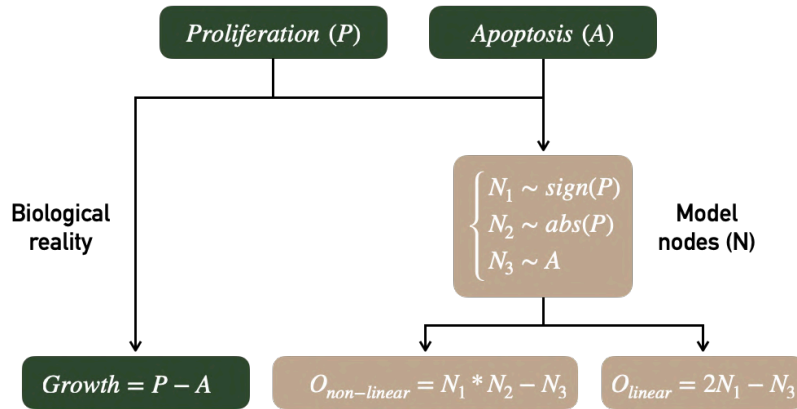 Proliferation (P)
Apoptosis (A)
Biological
reality
N₁ ~ sign(P)
N₂ ~ abs(P)
N₃ ~ A
Model
nodes (N)
Growth = P − A
Oₙₒₙ₋ₗᵢₙₑₐᵣ = N₁ * N₂ − N₃
Oₗᵢₙₑₐᵣ = 2N₁ − N₃